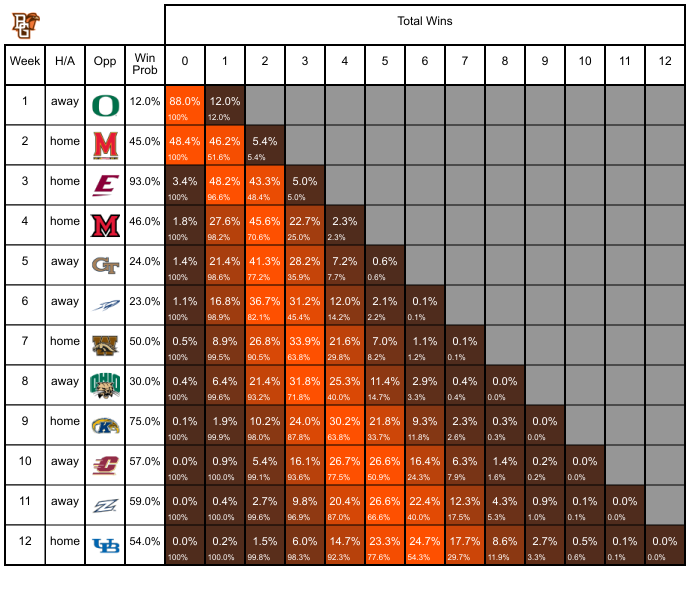 BG
Total Wins
Week H/A Opp Win Prob 0 1 2 3 4 5 6 7 8 9 10 11 12
1 away O 12.0% 88.0% 12.0%
100% 12.0%
2 home M 45.0% 48.4% 46.2% 5.4%
100% 51.6% 5.4%
3 home E 93.0% 3.4% 48.2% 43.3% 5.0%
100% 96.6% 48.4% 5.0%
4 home M 46.0% 1.8% 27.6% 45.6% 22.7% 2.3%
100% 98.2% 70.6% 25.0% 2.3%
5 away GT 24.0% 1.4% 21.4% 41.3% 28.2% 7.2% 0.6%
100% 98.6% 77.2% 35.9% 7.7% 0.6%
6 away 23.0% 1.1% 16.8% 36.7% 31.2% 12.0% 2.1% 0.1%
100% 98.9% 82.1% 45.4% 14.2% 2.2% 0.1%
7 home W 50.0% 0.5% 8.9% 26.8% 33.9% 21.6% 7.0% 1.1% 0.1%
100% 99.5% 90.5% 63.8% 29.8% 8.2% 1.2% 0.1%
8 away OHIO 30.0% 0.4% 6.4% 21.4% 31.8% 25.3% 11.4% 2.9% 0.4% 0.0%
100% 99.6% 93.2% 71.8% 40.0% 14.7% 3.3% 0.4% 0.0%
9 home K 75.0% 0.1% 1.9% 10.2% 24.0% 30.2% 21.8% 9.3% 2.3% 0.3% 0.0%
100% 99.9% 98.0% 87.8% 63.8% 33.7% 11.8% 2.6% 0.3% 0.0%
10 away C 57.0% 0.0% 0.9% 5.4% 16.1% 26.7% 26.6% 16.4% 6.3% 1.4% 0.2% 0.0%
100% 100.0% 99.1% 93.6% 77.5% 50.9% 24.3% 7.9% 1.6% 0.2% 0.0%
11 away 59.0% 0.0% 0.4% 2.7% 9.8% 20.4% 26.6% 22.4% 12.3% 4.3% 0.9% 0.1% 0.0%
100% 100.0% 99.6% 96.9% 87.0% 66.6% 40.0% 17.5% 5.3% 1.0% 0.1% 0.0%
12 home UB 54.0% 0.0% 0.2% 1.5% 6.0% 14.7% 23.3% 24.7% 17.7% 8.6% 2.7% 0.5% 0.1% 0.0%
100% 100.0% 99.8% 98.3% 92.3% 77.6% 54.3% 29.7% 11.9% 3.3% 0.6% 0.1% 0.0%